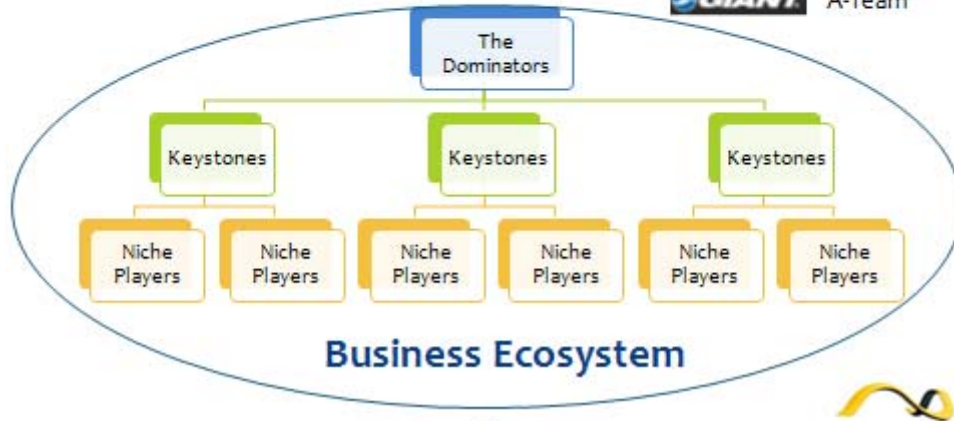 GIANT A-Team
The
Dominators
Keystones
Keystones
Keystones
Niche
Players
Niche
Players
Niche
Players
Niche
Players
Niche
Players
Niche
Players
Business Ecosystem